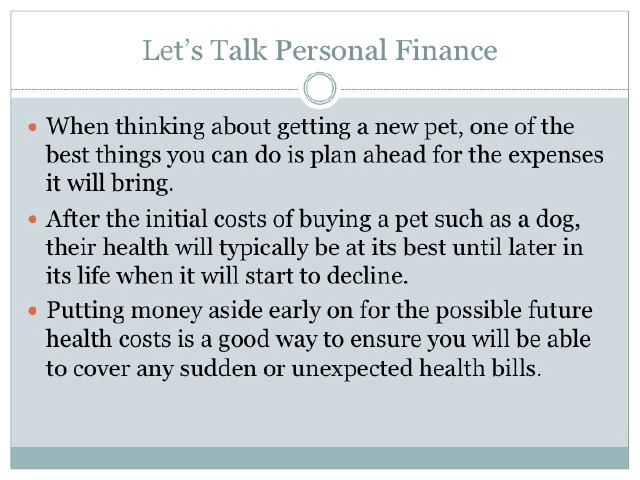 Let's Talk Personal Finance
• When thinking about getting a new pet, one of the
best things you can do is plan ahead for the expenses
it will bring.
• After the initial costs of buying a pet such as a dog,
their health will typically be at its best until later in
its life when it will start to decline.
• Putting money aside early on for the possible future
health costs is a good way to ensure you will be able
to cover any sudden or unexpected health bills.